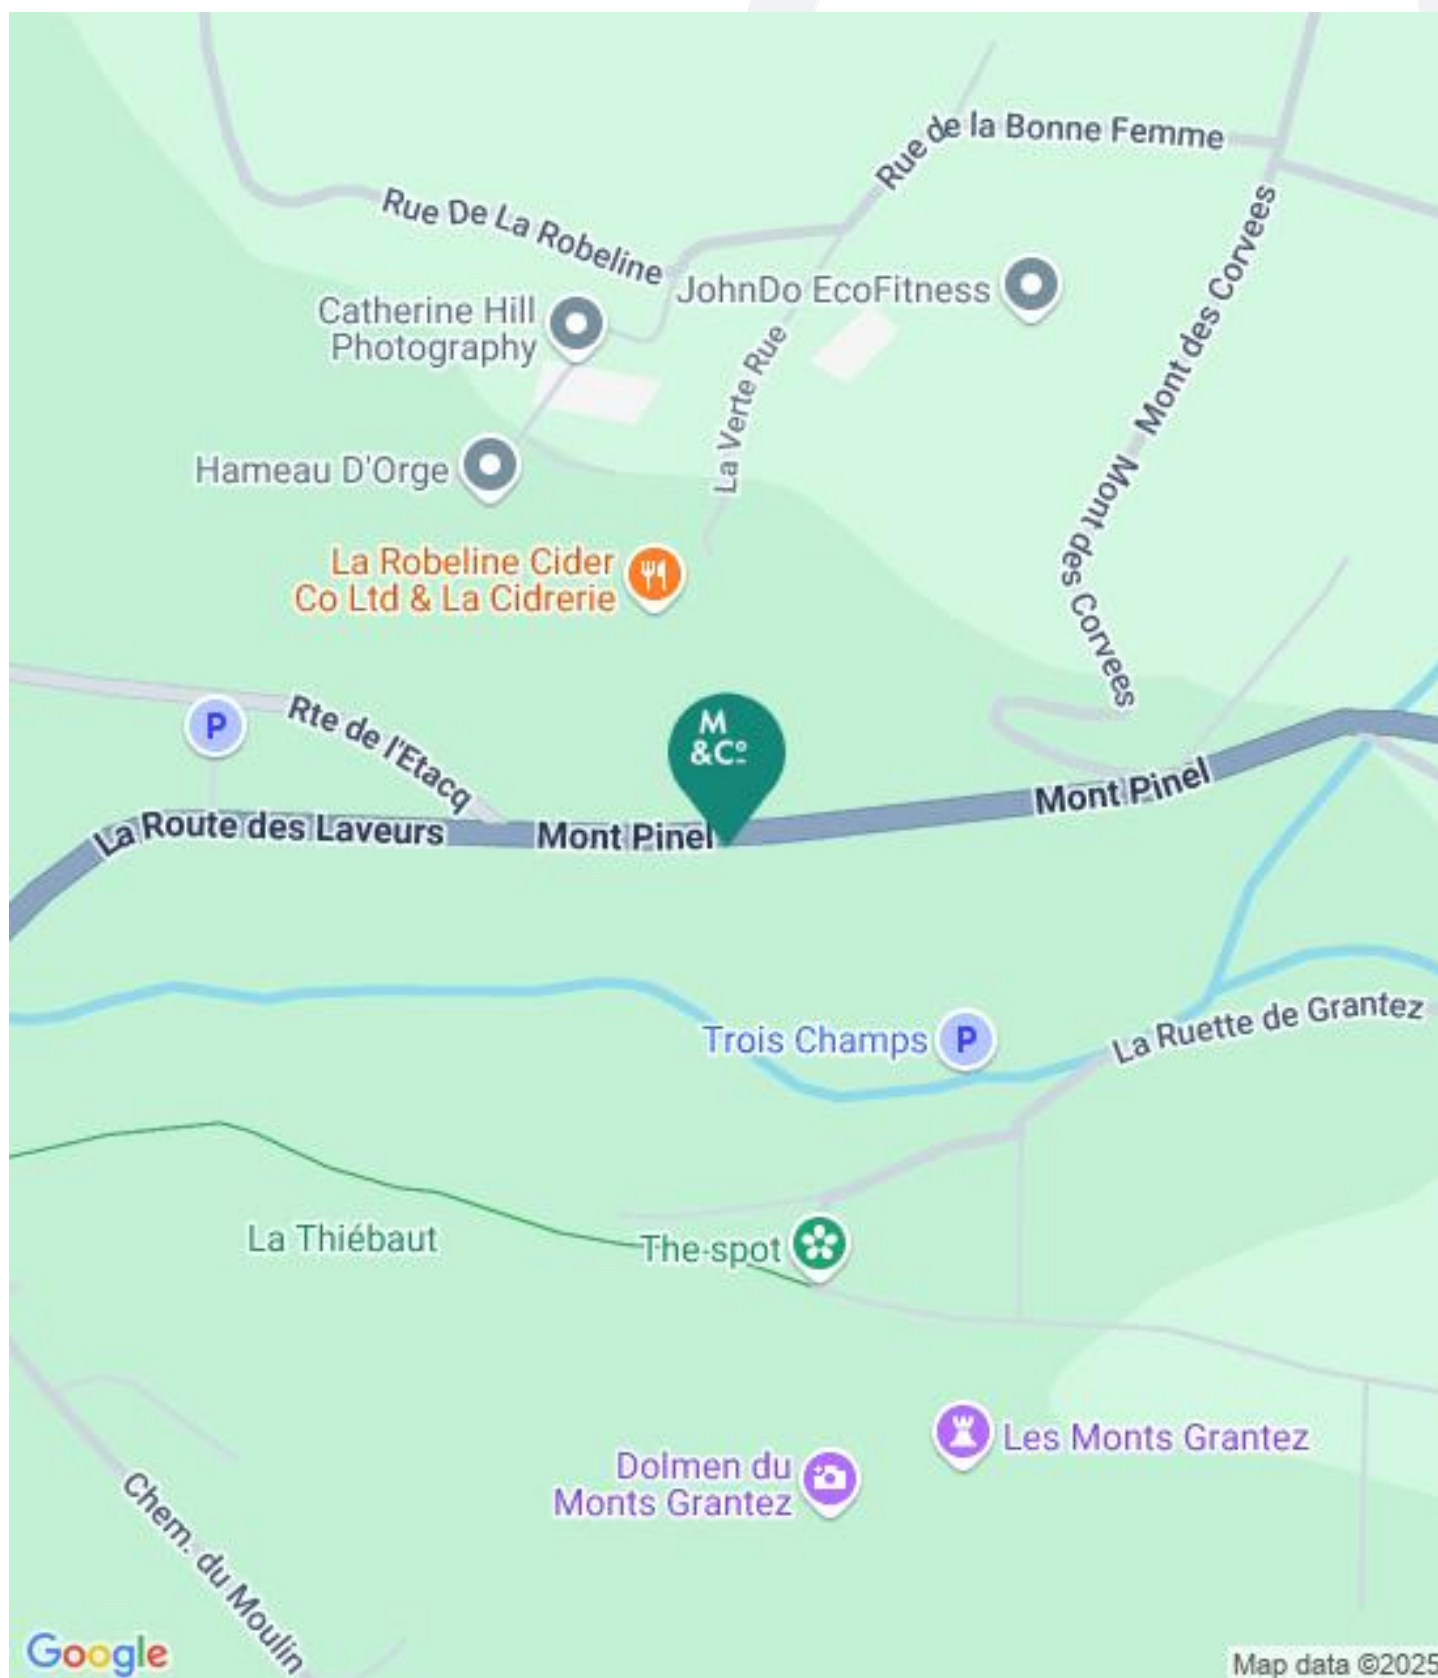 Rue de la Bonne Femme
Rue De La Robeline
Mont des Corvees
JohnDo EcoFitness
Catherine Hill
Photography
La Verte Rue
Hameau D'Orge
Mont des Corvees
La Robeline Cider
Co Ltd & La Cidrerie
Rte de l'Etacq
P
M
&Cº
Mont Pinel
La Route des Laveurs
Mont Pinel
Trois Champs
P
La Ruette de Grantez
La Thiébaut
The-spot
Les Monts Grantez
Dolmen du
Monts Grantez
Chem. du Moulin
Google
Map data ©2025